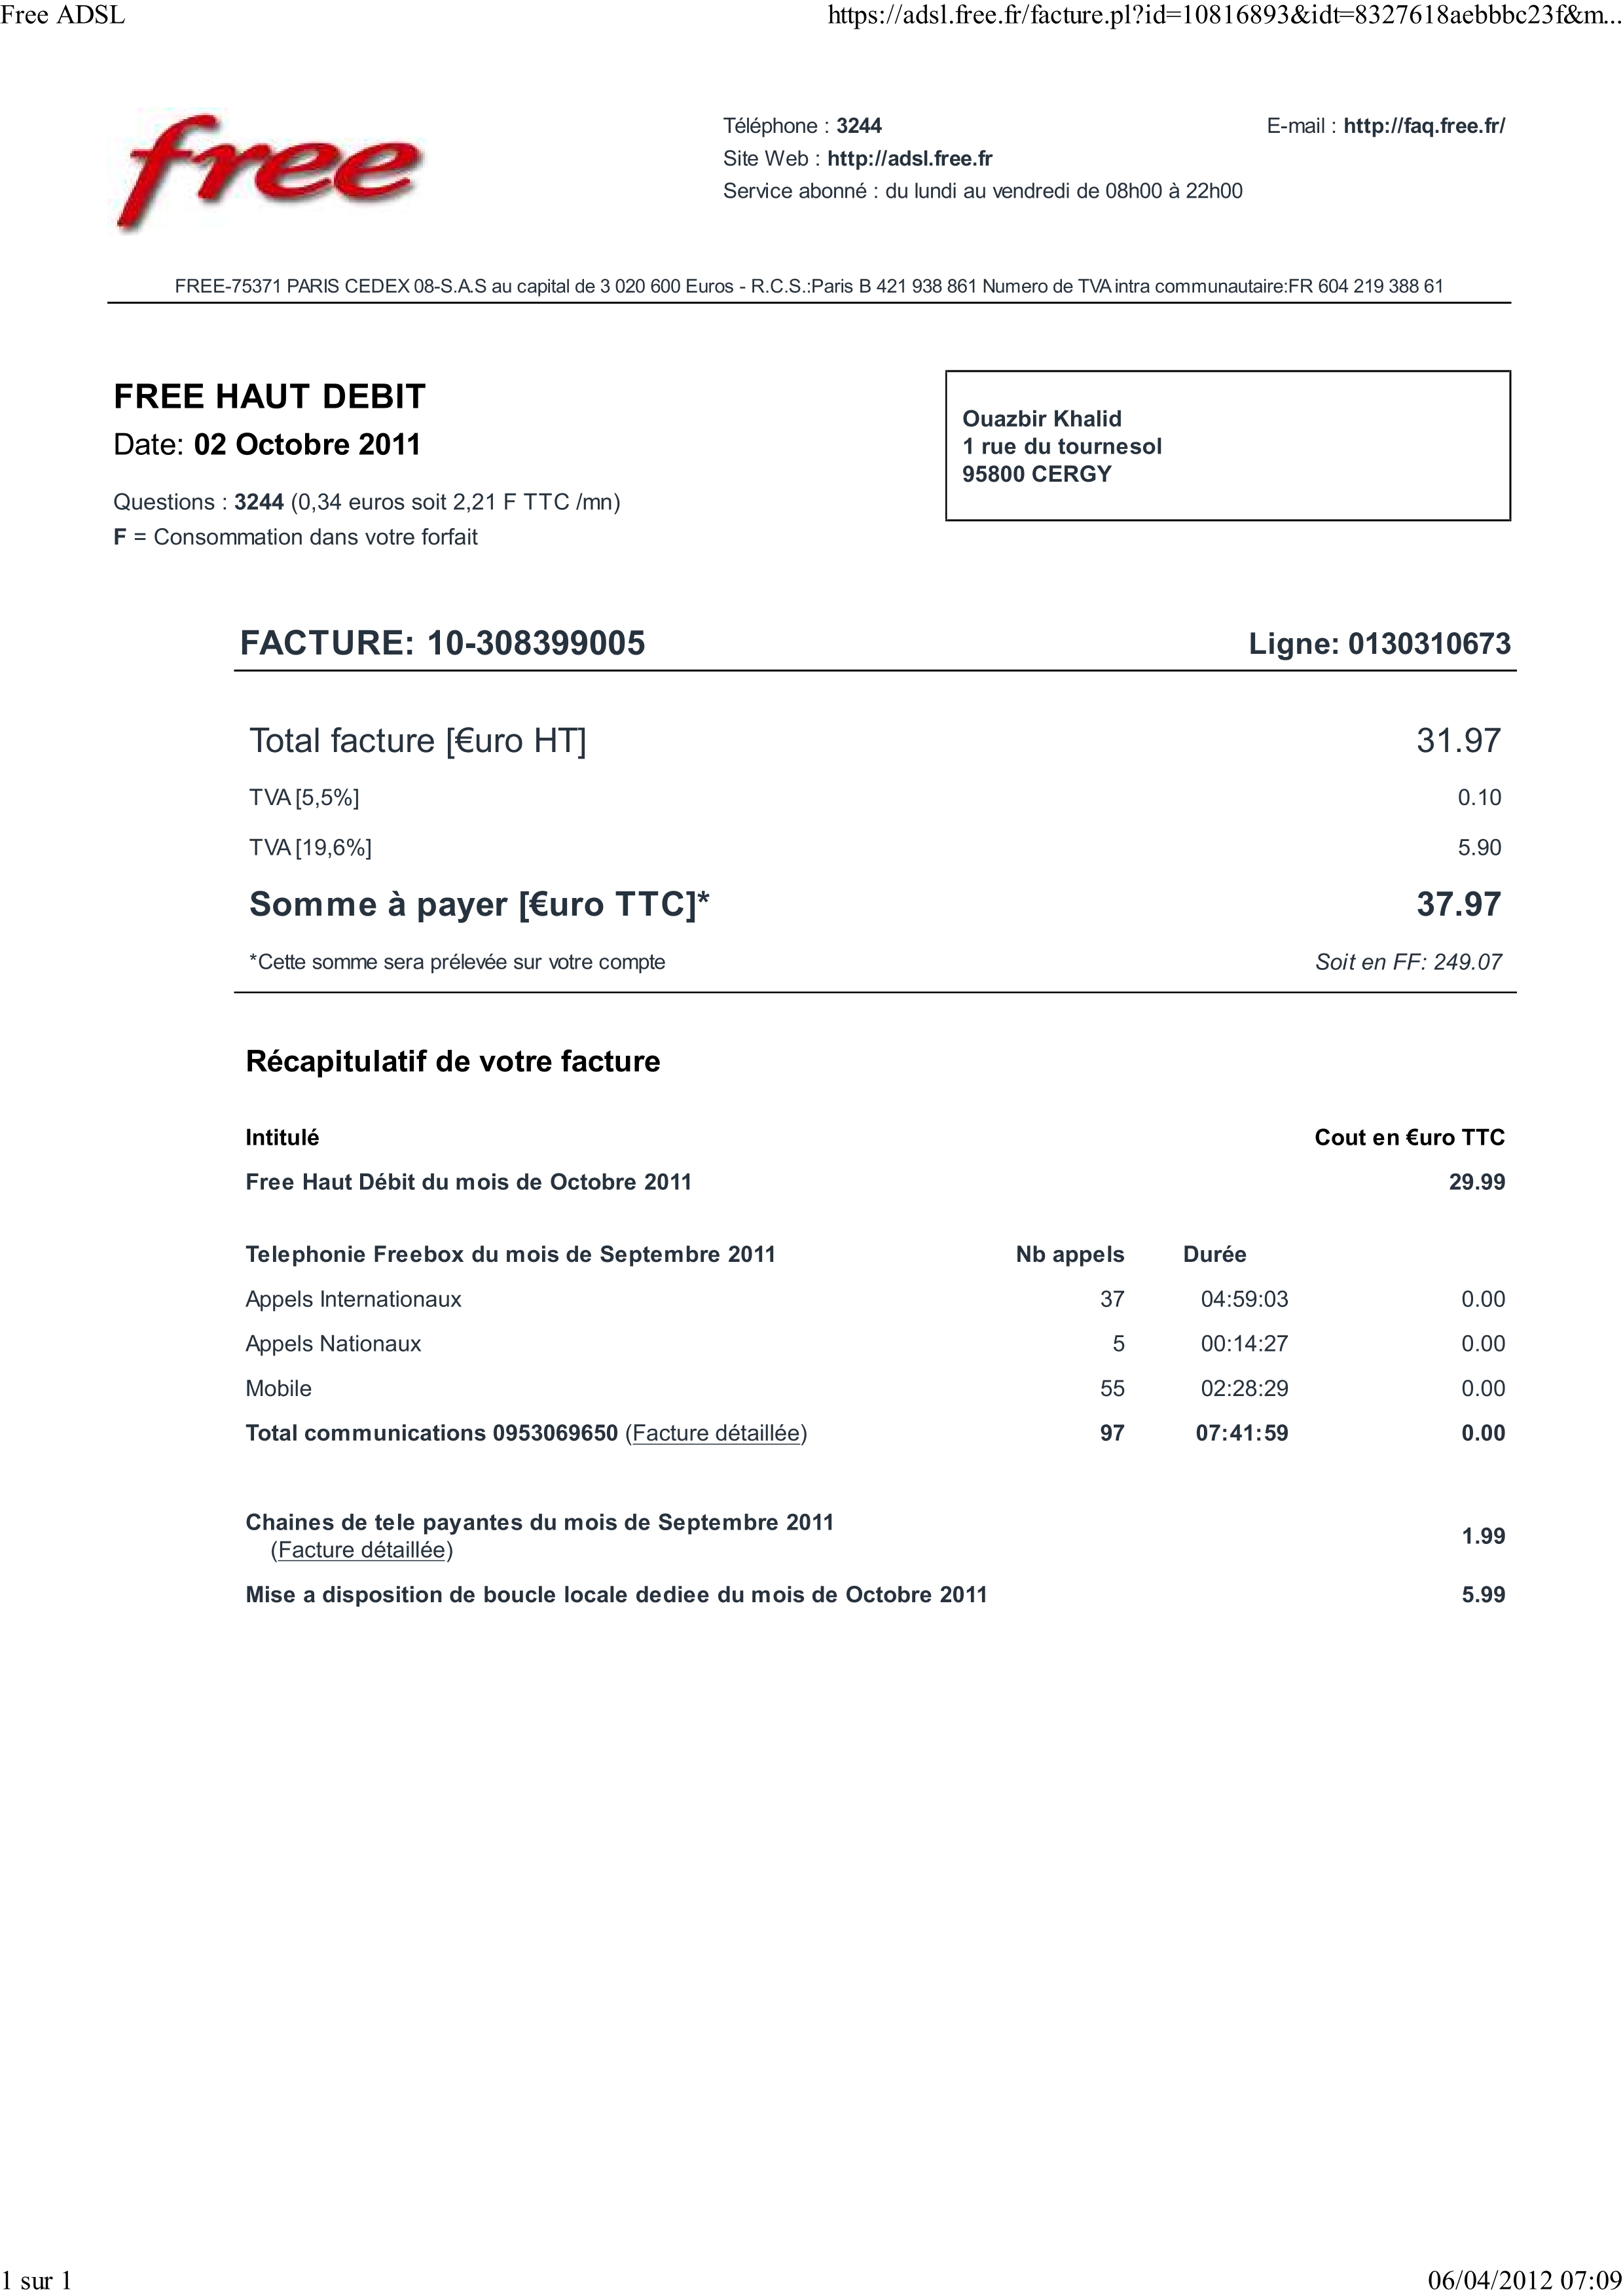 Free ADSL https://adsl.free.fr/facture.pl?id=10816893&idt=8327618aebbbc23f&m...
free
Téléphone : 3244 E-mail : http://faq.free.fr/
Site Web : http://adsl.free.fr
Service abonné : du lundi au vendredi de 08h00 à 22h00
FREE-75371 PARIS CEDEX 08-S.A.S au capital de 3 020 600 Euros - R.C.S.:Paris B 421 938 861 Numero de TVA intra communautaire:FR 604 219 388 61
FREE HAUT DEBIT
Date: 02 Octobre 2011
Questions : 3244 (0,34 euros soit 2,21 F TTC /mn)
F = Consommation dans votre forfait
Ouazbir Khalid
1 rue du tournesol
95800 CERGY
FACTURE: 10-308399005 Ligne: 0130310673
Total facture [€uro HT] 31.97
TVA [5,5%] 0.10
TVA [19,6%] 5.90
Somme à payer [€uro TTC]* 37.97
*Cette somme sera prélevée sur votre compte Soit en FF: 249.07
Récapitulatif de votre facture
Intitulé Cout en €uro TTC
Free Haut Débit du mois de Octobre 2011 29.99
Telephonie Freebox du mois de Septembre 2011 Nb appels Durée
Appels Internationaux 37 04:59:03 0.00
Appels Nationaux 5 00:14:27 0.00
Mobile 55 02:28:29 0.00
Total communications 0953069650 (Facture détaillée) 97 07:41:59 0.00
Chaines de tele payantes du mois de Septembre 2011
(Facture détaillée) 1.99
Mise a disposition de boucle locale dediee du mois de Octobre 2011 5.99
1 sur 1 06/04/2012 07:09